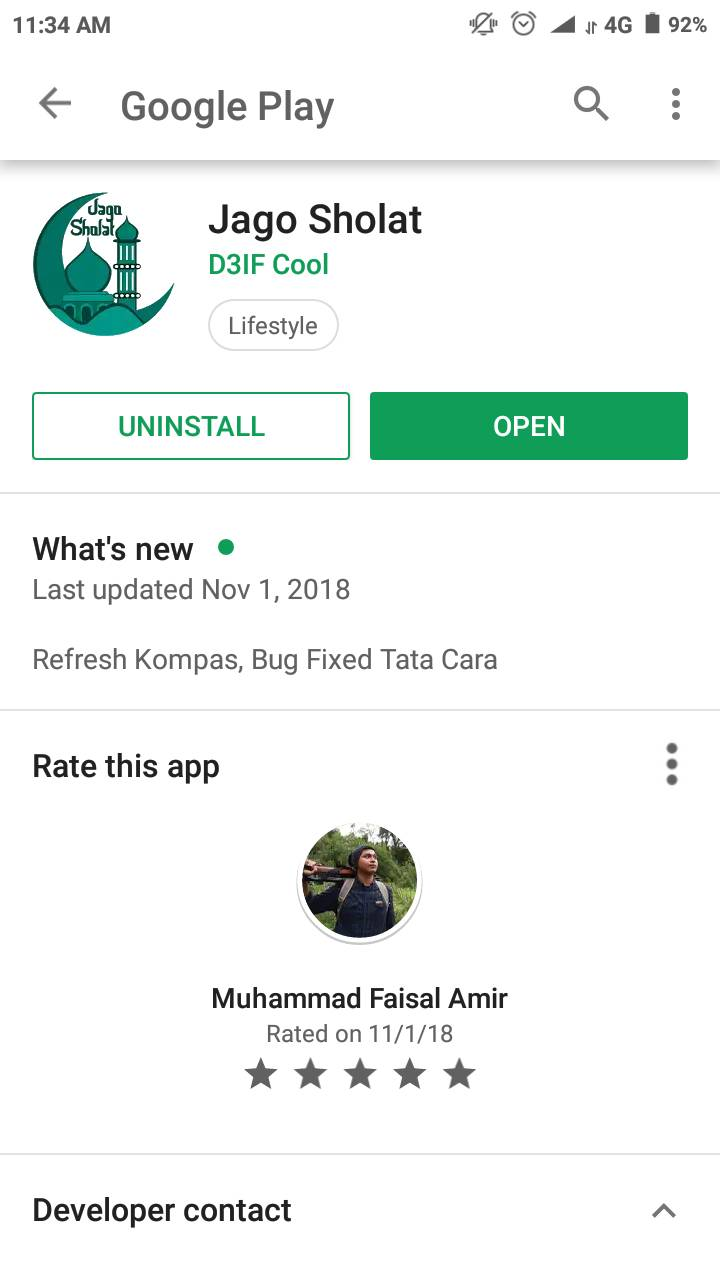 11:34 AM
4G
92%
Google Play
Jago
Sholat
Jago Sholat
D3IF Cool
Lifestyle
UNINSTALL
OPEN
What's new
Last updated Nov 1, 2018
Refresh Kompas, Bug Fixed Tata Cara
Rate this app
Muhammad Faisal Amir
Rated on 11/1/18
Developer contact